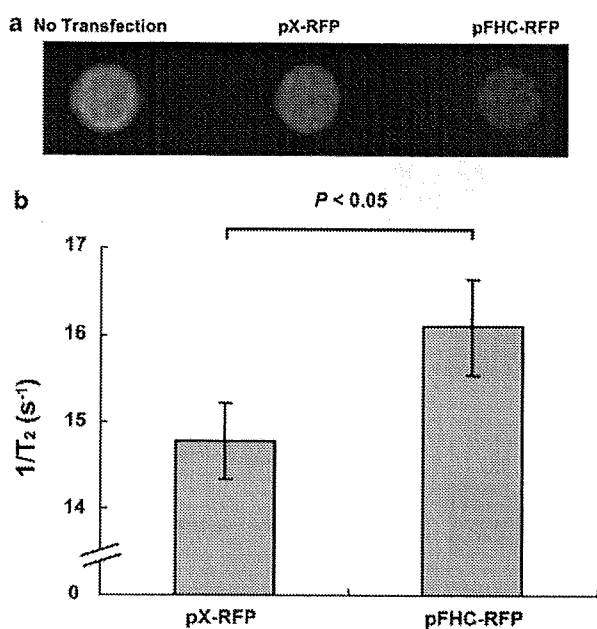 a No Transfection pX-RFP pFHC-RFP
b
P < 0.05
17
16
15
14
0
1/T₂ (s⁻¹)
pX-RFP pFHC-RFP